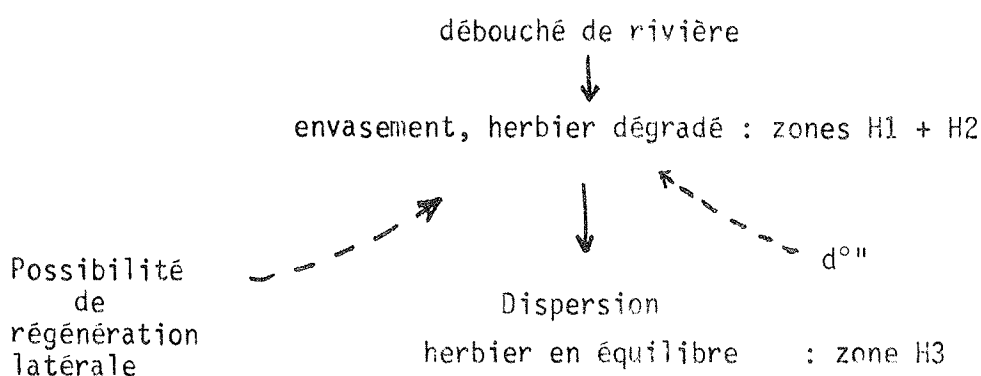 débouché de rivière
envasement, herbier dégradé : zones H1 + H2
d°"
Possibilité
de
régénération
latérale
Dispersion
herbier en équilibre : zone H3